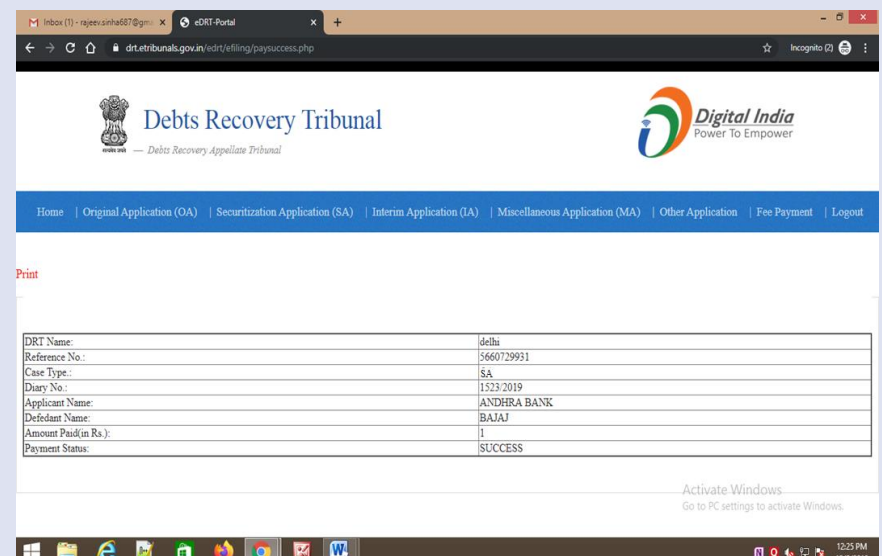 Inbox (1) - rajeev.sinha687@gm
eDRT-Portal
drt.etribunals.gov.in/edrt/efiling/paysuccess.php
Incognito (2)
Debts Recovery Tribunal
— Debts Recovery Appellate Tribunal
सत्यमेव जयते
Digital India
Power To Empower
Home | Original Application (OA) | Securitization Application (SA) | Interim Application (IA) | Miscellaneous Application (MA) | Other Application | Fee Payment | Logout
Print
DRT Name: delhi
Reference No.: 5660729931
Case Type.: SA
Diary No.: 1523/2019
Applicant Name: ANDHRA BANK
Defedant Name: BAJAJ
Amount Paid(in Rs.): 1
Payment Status: SUCCESS
Activate Windows
Go to PC settings to activate Windows.
12:25 PM